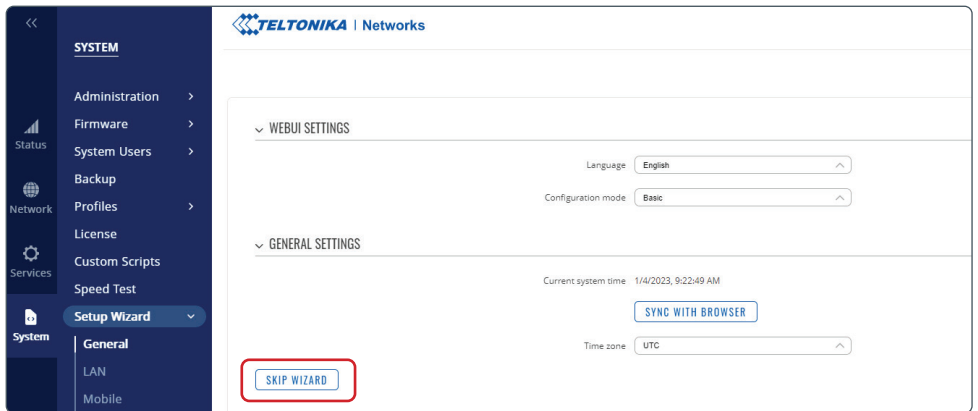 TELTONIKA | Networks
SYSTEM
Administration
Firmware
System Users
Backup
Profiles
License
Custom Scripts
Speed Test
Setup Wizard
General
LAN
Mobile
Status
Network
Services
System
WEBUI SETTINGS
Language English
Configuration mode Basic
GENERAL SETTINGS
Current system time 1/4/2023, 9:22:49 AM
SYNC WITH BROWSER
Time zone UTC
SKIP WIZARD